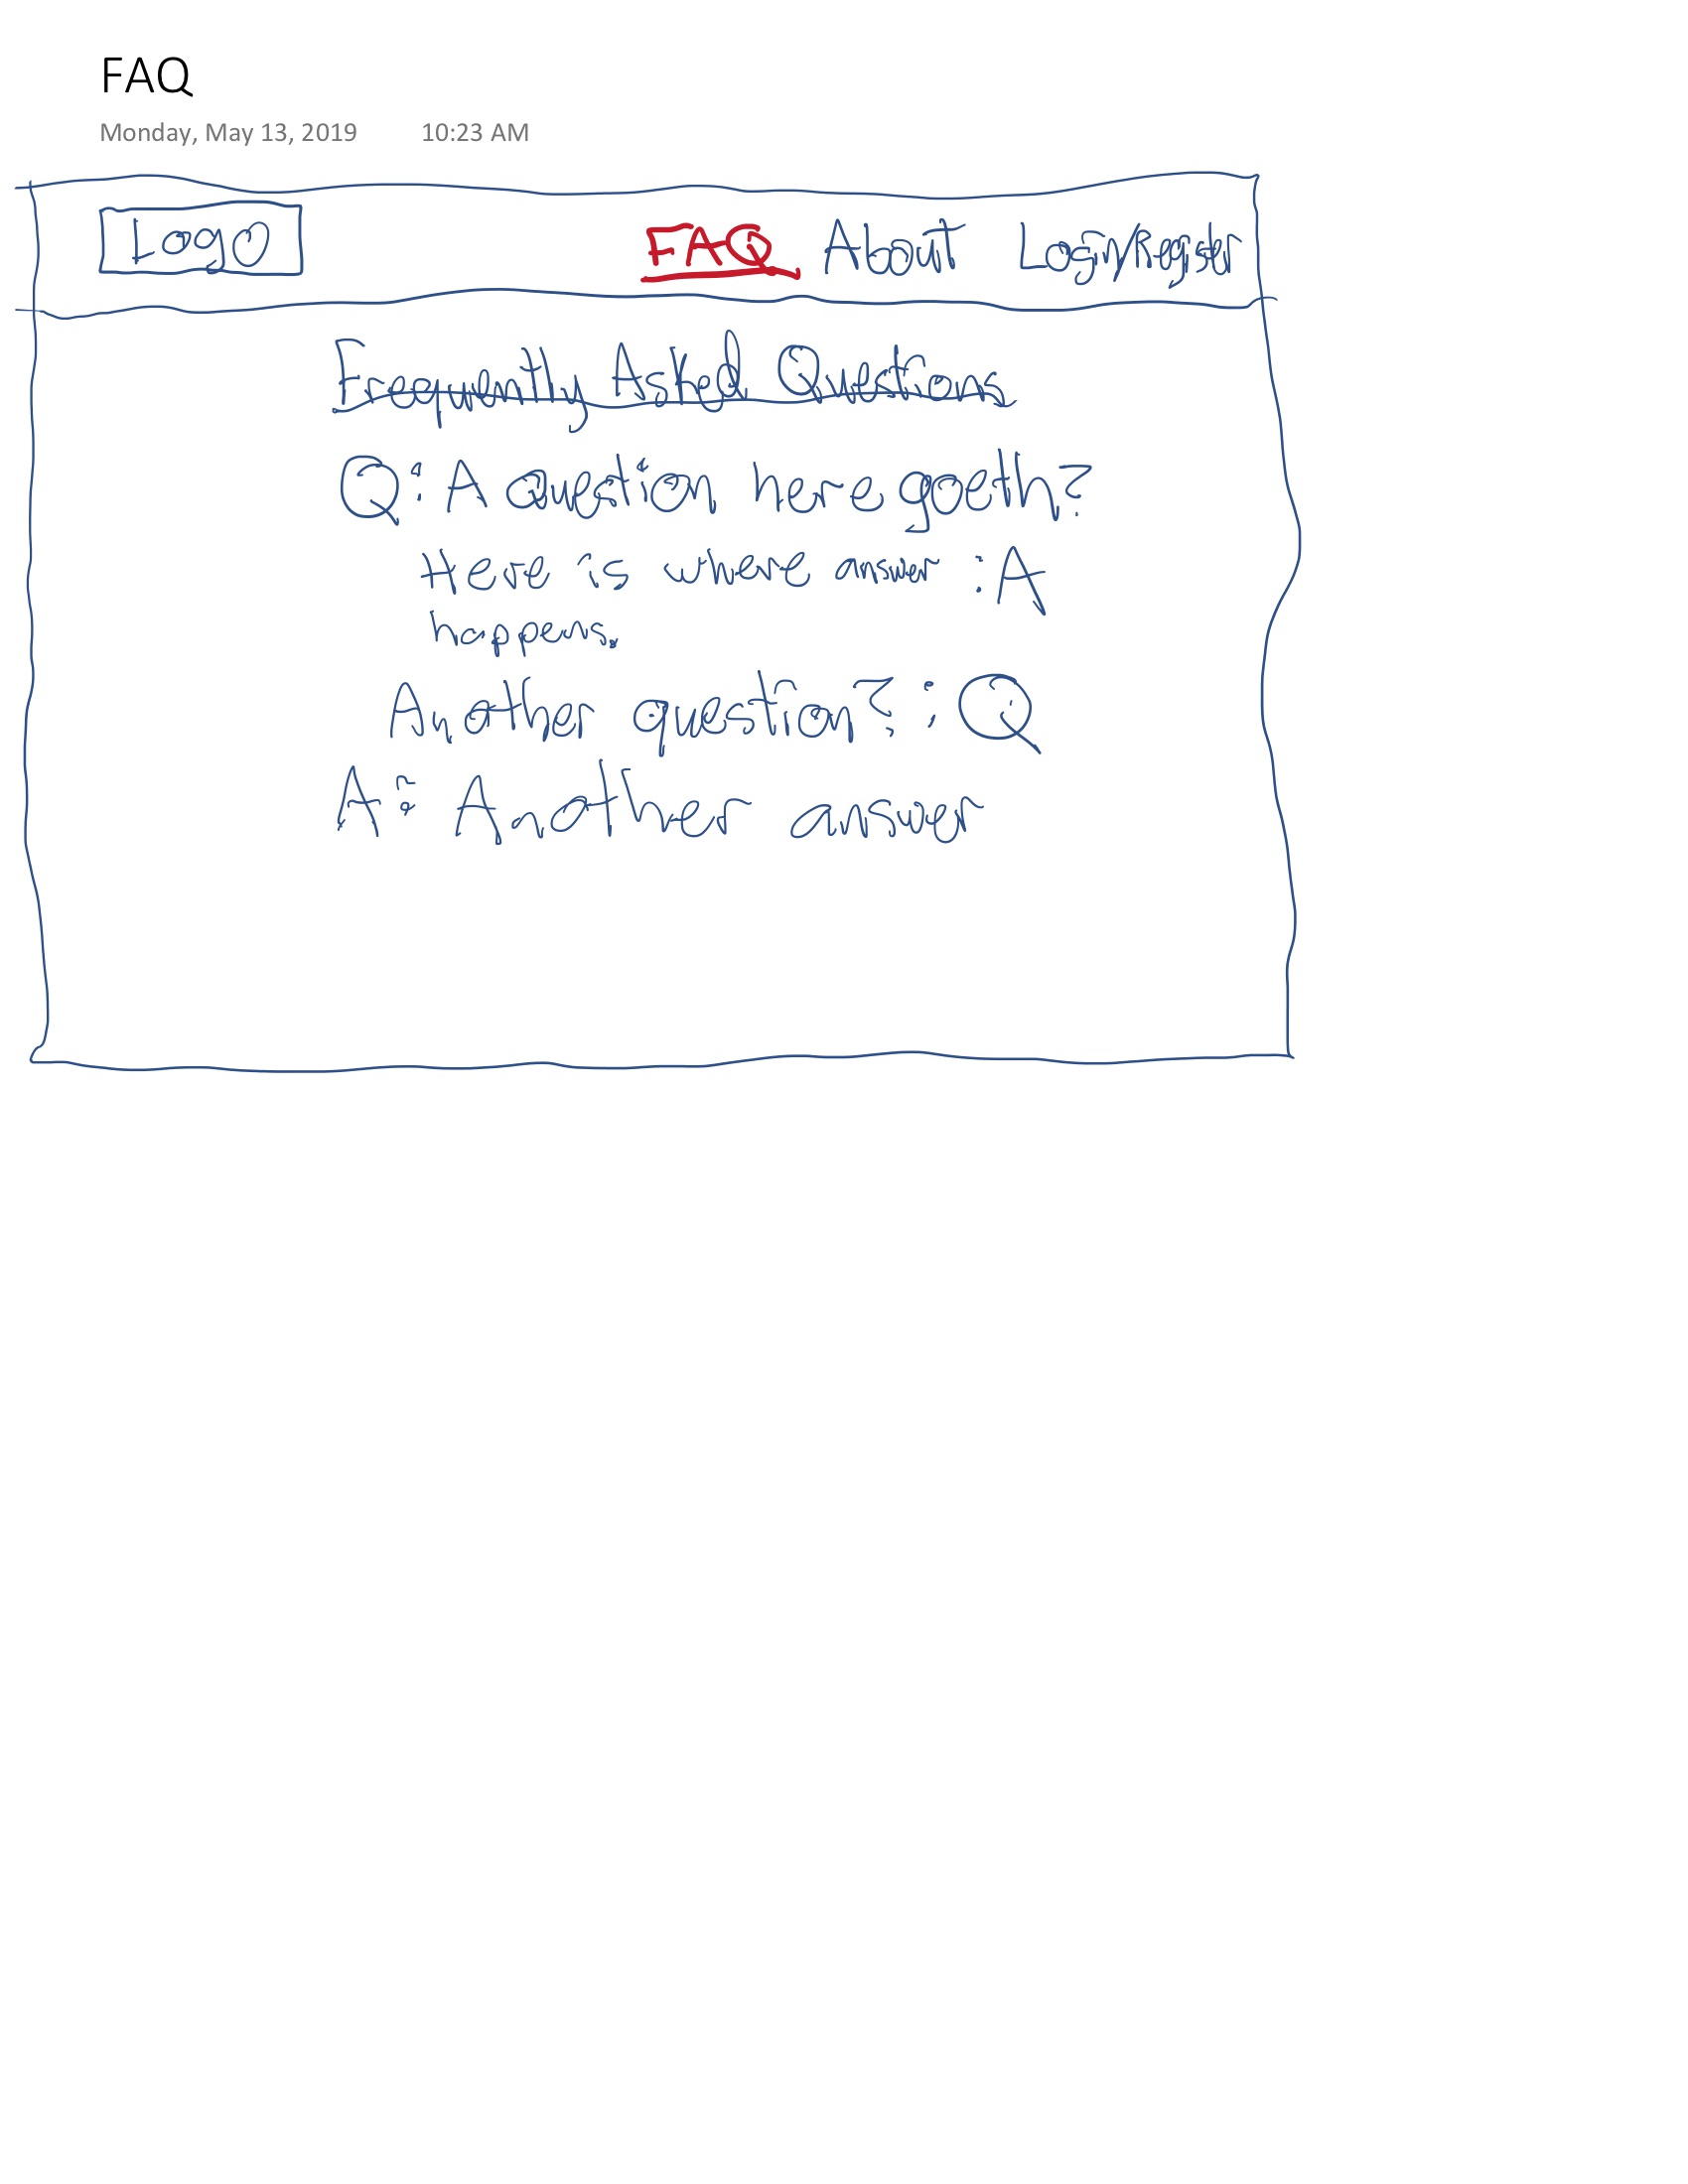 FAQ
Monday, May 13, 2019 10:23 AM
Logo FAQ About Login/Register
Frequently Asked Questions
Q: A question here goeth?
Here is where answer :A
happens.
Another question? : Q
A: Another answer